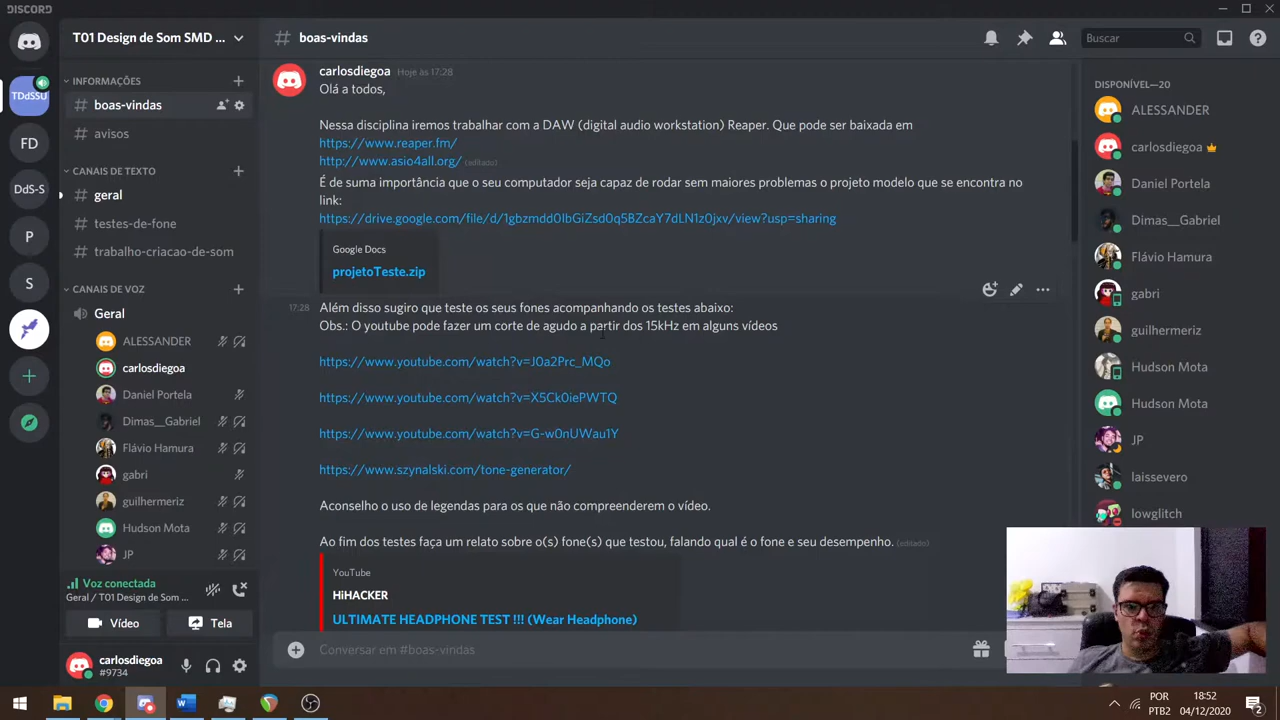 DISCORD
T01 Design de Som SMD ...
boas-vindas
Buscar
TDdSSU
FD
DdS-S
P
S
INFORMAÇÕES
boas-vindas
avisos
CANAIS DE TEXTO
geral
testes-de-fone
trabalho-criacao-de-som
CANAIS DE VOZ
Geral
ALESSANDER
carlosdiegoa
Daniel Portela
Dimas__Gabriel
Flávio Hamura
gabri
guilhermeriz
Hudson Mota
JP
Voz conectada
Geral / T01 Design de Som ...
Vídeo
Tela
carlosdiegoa
#9734
carlosdiegoa Hoje às 17:28
Olá a todos,
Nessa disciplina iremos trabalhar com a DAW (digital audio workstation) Reaper. Que pode ser baixada em
https://www.reaper.fm/
http://www.asio4all.org/ (editado)
É de suma importância que o seu computador seja capaz de rodar sem maiores problemas o projeto modelo que se encontra no
link:
https://drive.google.com/file/d/1gbzmdd0IbGiZsd0q5BZcaY7dLN1z0jxv/view?usp=sharing
Google Docs
projetoTeste.zip
17:28 Além disso sugiro que teste os seus fones acompanhando os testes abaixo:
Obs.: O youtube pode fazer um corte de agudo a partir dos 15kHz em alguns vídeos
https://www.youtube.com/watch?v=J0a2Prc_MQo
https://www.youtube.com/watch?v=X5Ck0iePWTQ
https://www.youtube.com/watch?v=G-w0nUWau1Y
https://www.szynalski.com/tone-generator/
Aconselho o uso de legendas para os que não compreenderem o vídeo.
Ao fim dos testes faça um relato sobre o(s) fone(s) que testou, falando qual é o fone e seu desempenho. (editado)
YouTube
HiHACKER
ULTIMATE HEADPHONE TEST !!! (Wear Headphone)
Conversar em #boas-vindas
DISPONÍVEL—20
ALESSANDER
carlosdiegoa
Daniel Portela
Dimas__Gabriel
Flávio Hamura
gabri
guilhermeriz
Hudson Mota
Hudson Mota
JP
laissevero
lowglitch
POR
PTB2
18:52
04/12/2020
2